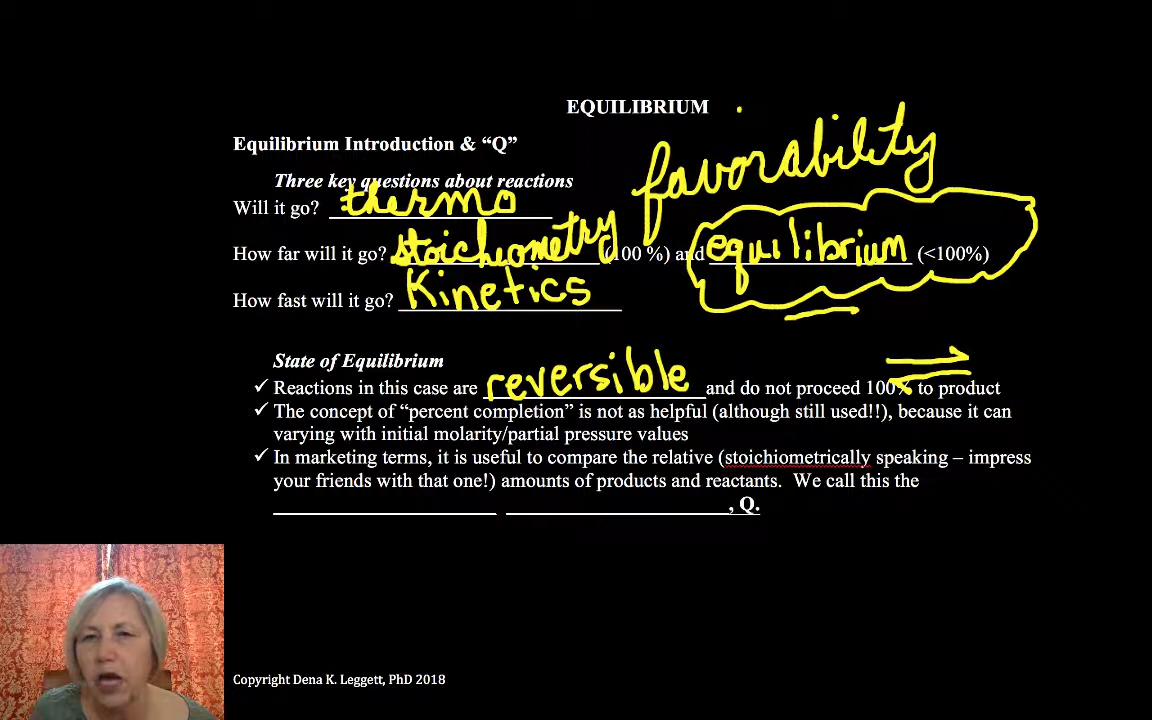 EQUILIBRIUM
Equilibrium Introduction & “Q”
favorability
Three key questions about reactions
Will it go? thermo
How far will it go? stoicheometry (100 %) and equilibrium (<100%)
How fast will it go? Kinetics
State of Equilibrium
✓ Reactions in this case are reversible and do not proceed 100% to product
✓ The concept of “percent completion” is not as helpful (although still used!!), because it can
varying with initial molarity/partial pressure values
✓ In marketing terms, it is useful to compare the relative (stoichiometrically speaking – impress
your friends with that one!) amounts of products and reactants. We call this the
____________________ ____________________, Q.
Copyright Dena K. Leggett, PhD 2018